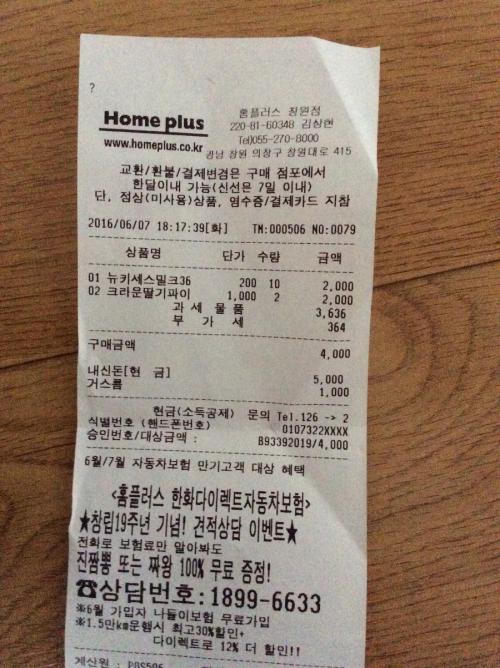 ?
Home plus
www.homeplus.co.kr
홈플러스 창원점
220-81-60348 김상현
Tel)055-270-8000
경남 창원 의창구 창원대로 415
교환/환불/결제변경은 구매 점포에서
한달이내 가능(신선은 7일 이내)
단, 정상(미사용)상품, 영수증/결제카드 지참
2016/06/07 18:17:39[화] TM:000506 NO:0079
상품명 단가 수량 금액
01 뉴키세스밀크36 200 10 2,000
02 크라운딸기파이 1,000 2 2,000
과 세 물 품 3,636
부 가 세 364
구매금액 4,000
내신돈[현 금] 5,000
거스름 1,000
현금(소득공제) 문의 Tel.126 -> 2
식별번호 (핸드폰번호) 0107322XXXX
승인번호/대상금액 : B93392019/4,000
6월/7월 자동차보험 만기고객 대상 혜택
<홈플러스 한화다이렉트자동차보험>
★창립19주년 기념! 견적상담 이벤트★
전화로 보험료만 알아봐도
진짬뽕 또는 짜왕 100% 무료 증정!
☎상담번호:1899-6633
※6월 가입자 나들이보험 무료가입
※1.5만km운행시 최고30%할인+
다이렉트로 12% 더 할인!!
계산원 : POS506